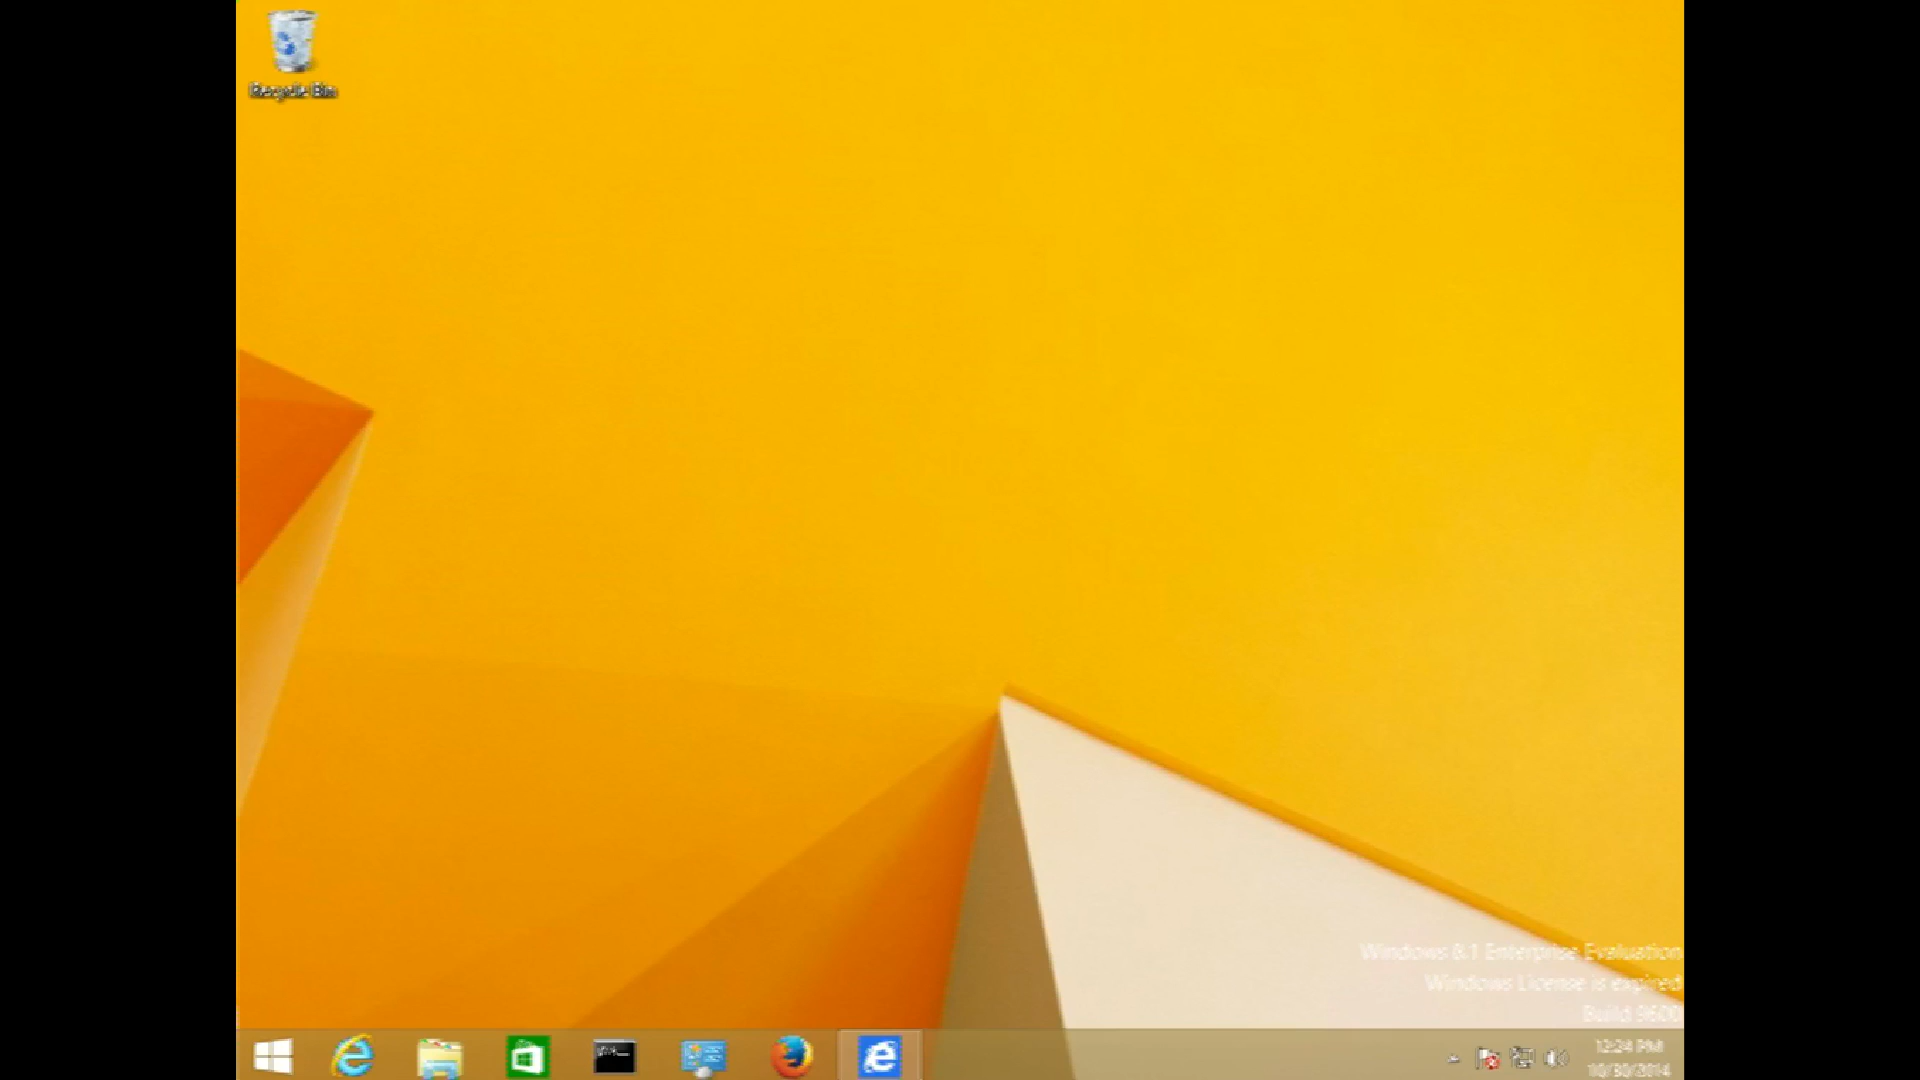 Recycle Bin
Windows 8.1 Enterprise Evaluation
Windows License is expired
Build 9600
12:24 PM
10/30/2014